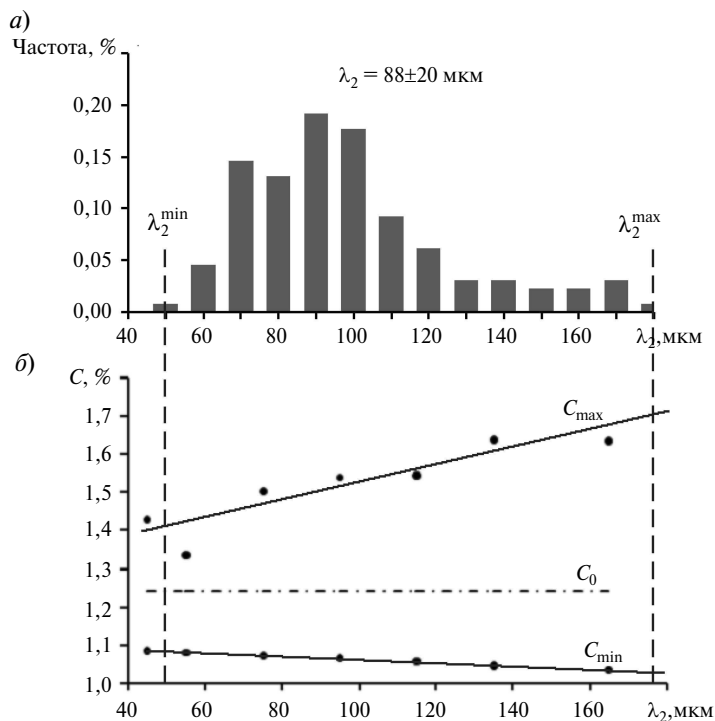 а)
Частота, %
λ₂ = 88±20 мкм
0,20
0,15
λ₂ᵐⁱⁿ
λ₂ᵐᵃˣ
0,10
0,05
0,00
40 60 80 100 120 140 160 λ₂,мкм
б)
C, %
1,7
Cmax
1,6
1,5
1,4
1,3
C₀
1,2
1,1
Cmin
1,0
40 60 80 100 120 140 160 λ₂,мкм